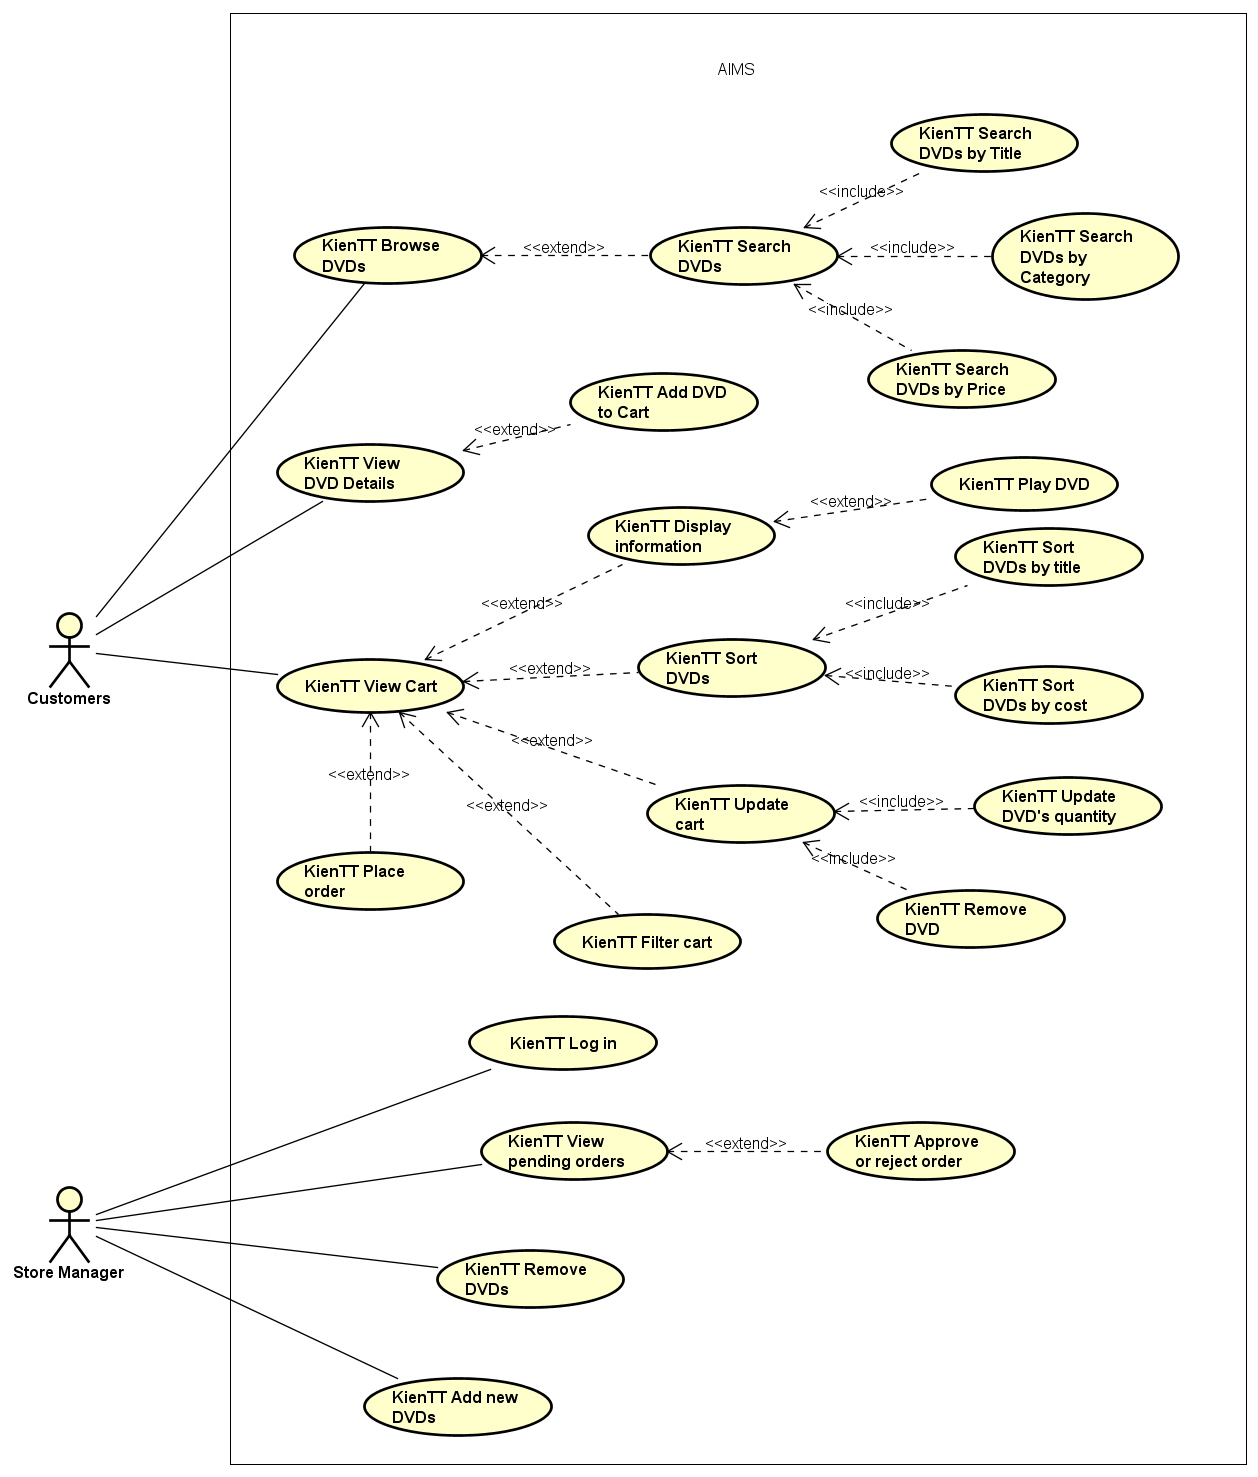 AIMS
KienTT Search
DVDs by Title
<<include>>
KienTT Browse
DVDs
<<extend>>
KienTT Search
DVDs
<<include>>
KienTT Search
DVDs by
Category
<<include>>
KienTT Search
DVDs by Price
KienTT Add DVD
to Cart
<<extend>>
KienTT View
DVD Details
KienTT Play DVD
<<extend>>
KienTT Display
information
KienTT Sort
DVDs by title
<<extend>>
<<include>>
Customers
KienTT View Cart
<<extend>>
KienTT Sort
DVDs
<<include>>
KienTT Sort
DVDs by cost
<<extend>>
<<extend>>
<<extend>>
KienTT Update
cart
<<include>>
KienTT Update
DVD's quantity
<<include>>
KienTT Place
order
KienTT Remove
DVD
KienTT Filter cart
KienTT Log in
KienTT View
pending orders
<<extend>>
KienTT Approve
or reject order
Store Manager
KienTT Remove
DVDs
KienTT Add new
DVDs